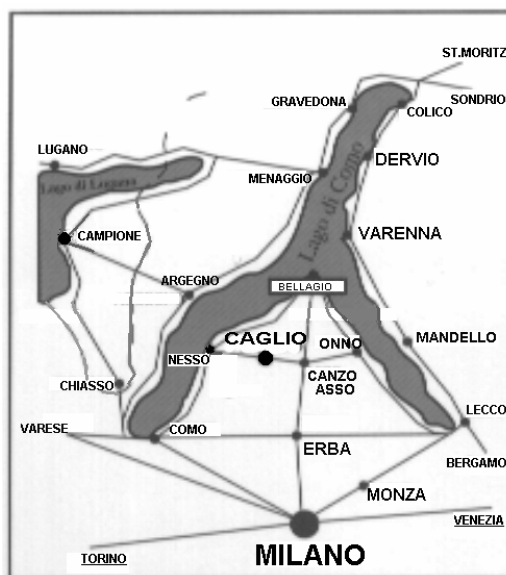 ST.MORITZ
SONDRIO
GRAVEDONA
COLICO
LUGANO
DERVIO
MENAGGIO
Lago di Lugano
Lago di Como
CAMPIONE
VARENNA
ARGEGNO
BELLAGIO
CAGLIO
ONNO
MANDELLO
NESSO
CANZO
ASSO
CHIASSO
LECCO
VARESE
COMO
ERBA
BERGAMO
MONZA
VENEZIA
TORINO
MILANO